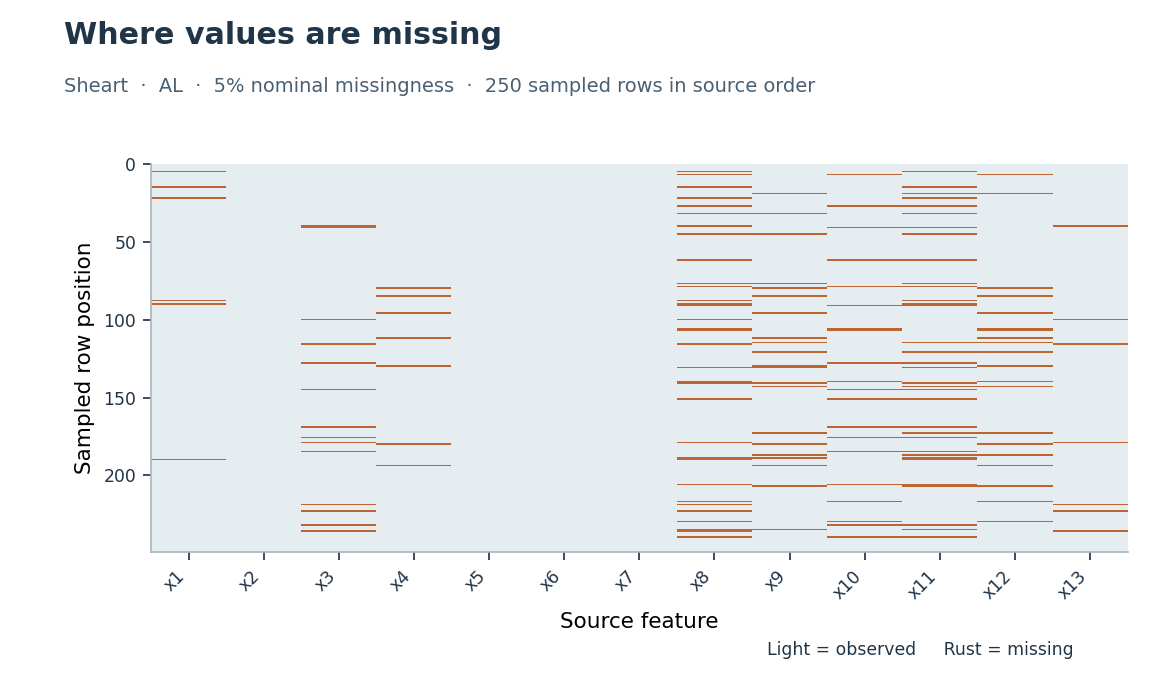 Where values are missing
Sheart · AL · 5% nominal missingness · 250 sampled rows in source order
0
50
100
150
200
Sampled row position
x1 x2 x3 x4 x5 x6 x7 x8 x9 x10 x11 x12 x13
Source feature
Light = observed Rust = missing